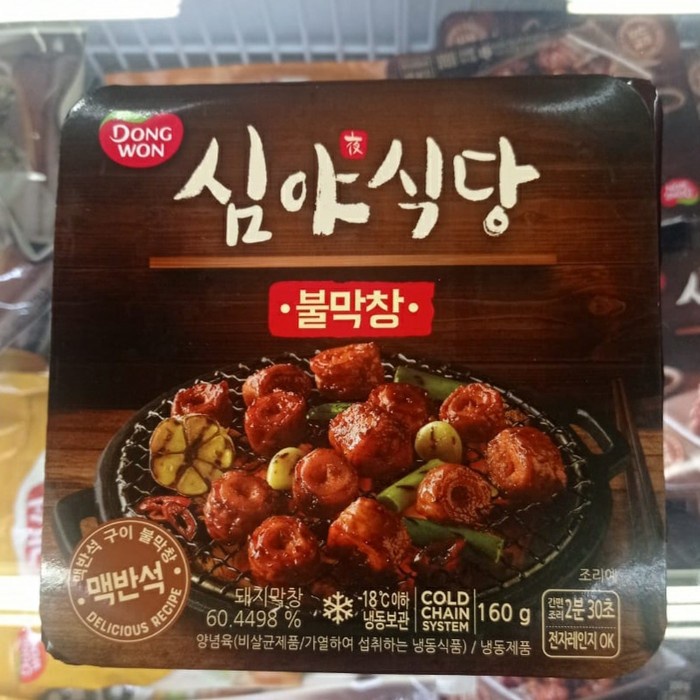 DONG
WON
심야식당
夜
·불막창·
맥반석 구이 불막창
맥반석
DELICIOUS RECIPE
돼지막창
60.4498 %
-18℃이하
냉동보관
COLD
CHAIN
SYSTEM
160 g
조리예
간편
조리
2분 30초
전자레인지 OK
양념육(비살균제품/가열하여 섭취하는 냉동식품) / 냉동제품